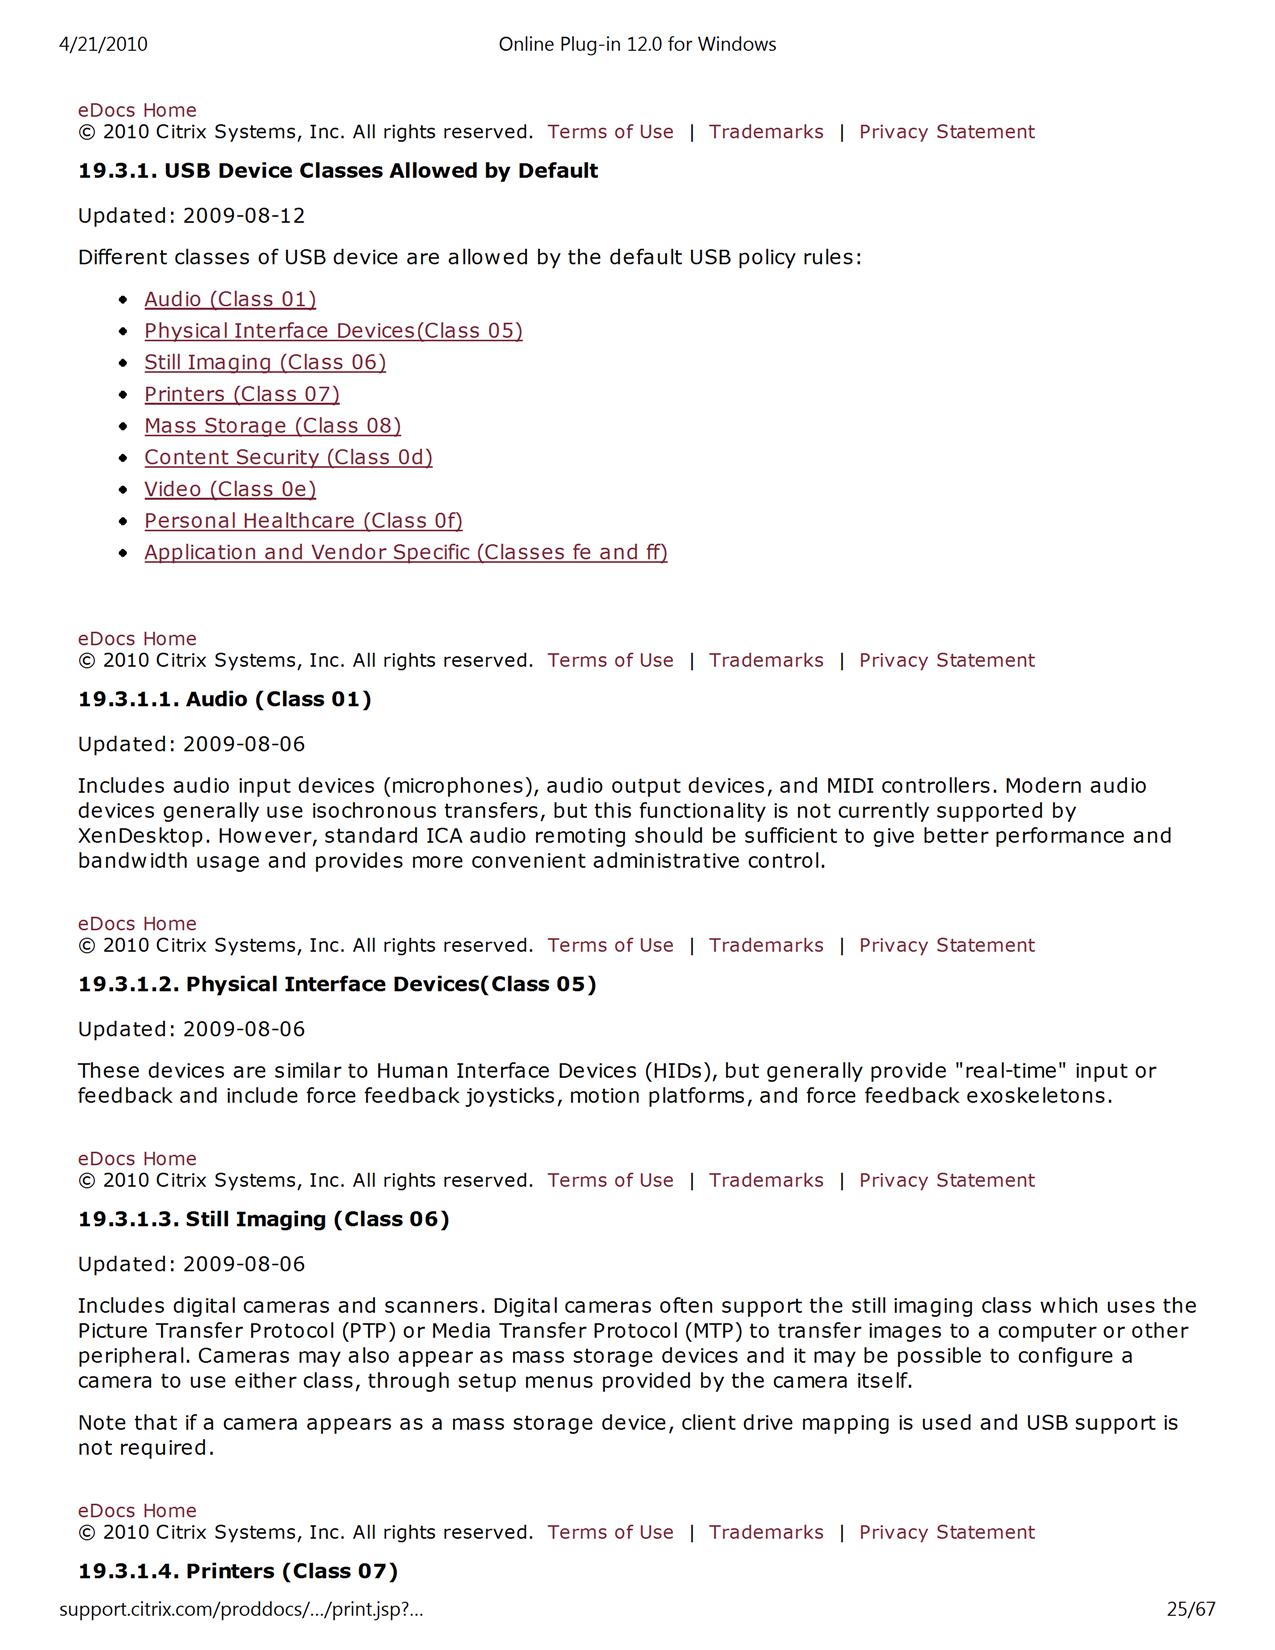 4/21/2010 Online Plug-in 12.0 for Windows
eDocs Home
© 2010 Citrix Systems, Inc. All rights reserved. Terms of Use | Trademarks | Privacy Statement
19.3.1. USB Device Classes Allowed by Default
Updated: 2009-08-12
Different classes of USB device are allowed by the default USB policy rules:
• Audio (Class 01)
• Physical Interface Devices(Class 05)
• Still Imaging (Class 06)
• Printers (Class 07)
• Mass Storage (Class 08)
• Content Security (Class 0d)
• Video (Class 0e)
• Personal Healthcare (Class 0f)
• Application and Vendor Specific (Classes fe and ff)
eDocs Home
© 2010 Citrix Systems, Inc. All rights reserved. Terms of Use | Trademarks | Privacy Statement
19.3.1.1. Audio (Class 01)
Updated: 2009-08-06
Includes audio input devices (microphones), audio output devices, and MIDI controllers. Modern audio
devices generally use isochronous transfers, but this functionality is not currently supported by
XenDesktop. However, standard ICA audio remoting should be sufficient to give better performance and
bandwidth usage and provides more convenient administrative control.
eDocs Home
© 2010 Citrix Systems, Inc. All rights reserved. Terms of Use | Trademarks | Privacy Statement
19.3.1.2. Physical Interface Devices(Class 05)
Updated: 2009-08-06
These devices are similar to Human Interface Devices (HIDs), but generally provide "real-time" input or
feedback and include force feedback joysticks, motion platforms, and force feedback exoskeletons.
eDocs Home
© 2010 Citrix Systems, Inc. All rights reserved. Terms of Use | Trademarks | Privacy Statement
19.3.1.3. Still Imaging (Class 06)
Updated: 2009-08-06
Includes digital cameras and scanners. Digital cameras often support the still imaging class which uses the
Picture Transfer Protocol (PTP) or Media Transfer Protocol (MTP) to transfer images to a computer or other
peripheral. Cameras may also appear as mass storage devices and it may be possible to configure a
camera to use either class, through setup menus provided by the camera itself.
Note that if a camera appears as a mass storage device, client drive mapping is used and USB support is
not required.
eDocs Home
© 2010 Citrix Systems, Inc. All rights reserved. Terms of Use | Trademarks | Privacy Statement
19.3.1.4. Printers (Class 07)
support.citrix.com/proddocs/.../print.jsp?... 25/67